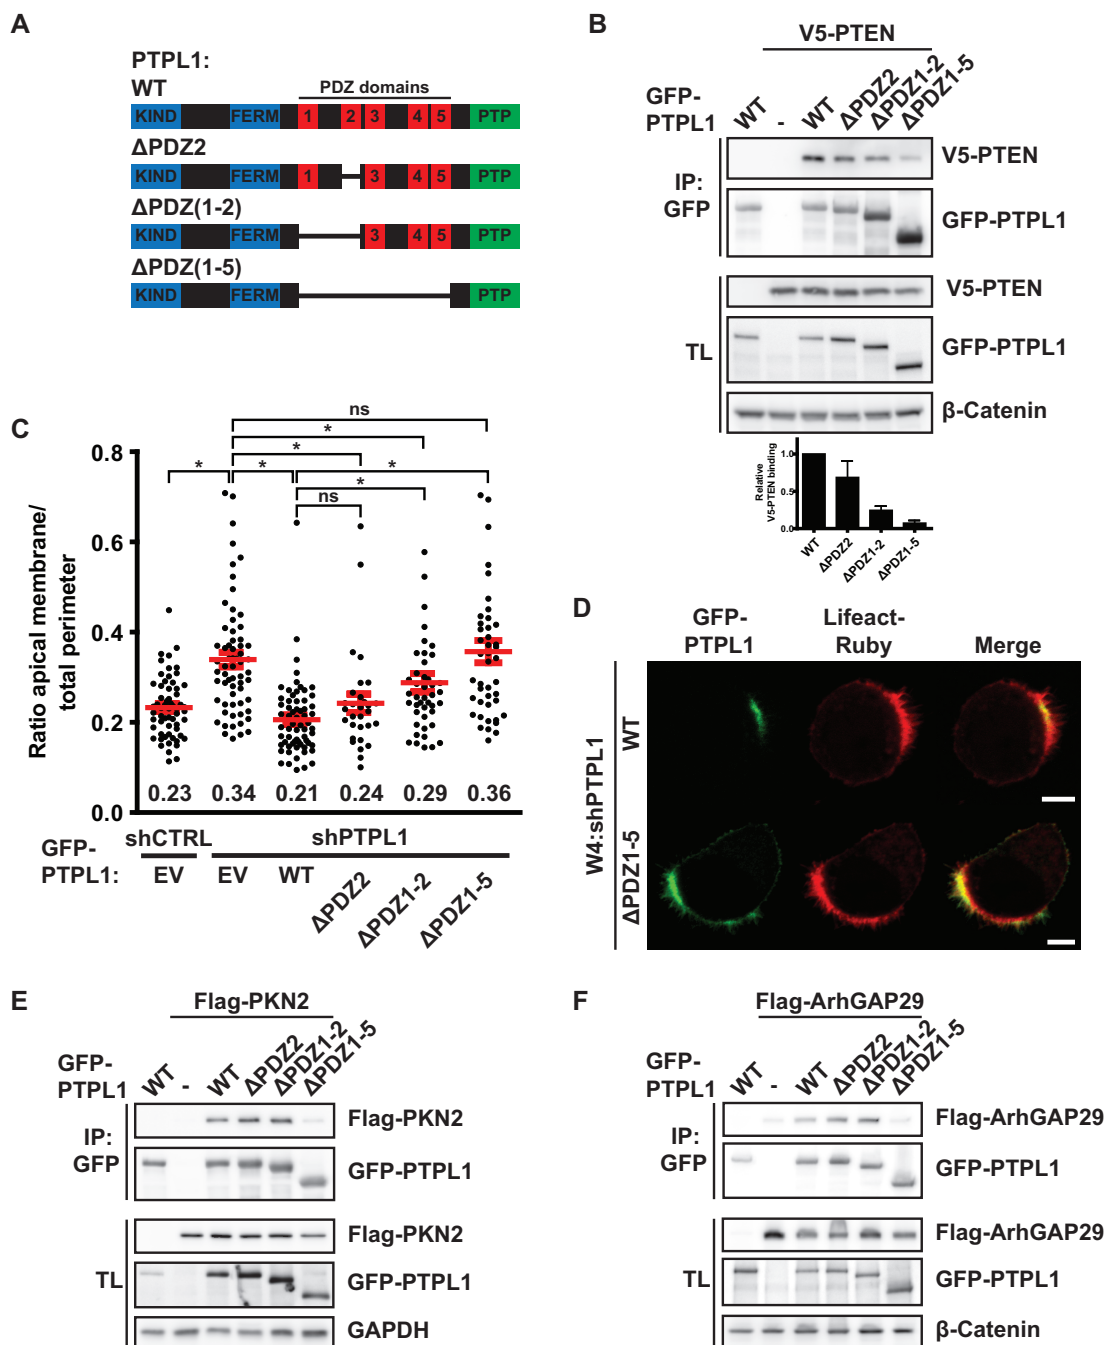 A
PTPL1:
WT
PDZ domains
KIND FERM 1 2 3 4 5 PTP
ΔPDZ2
KIND FERM 1 3 4 5 PTP
ΔPDZ(1-2)
KIND FERM 3 4 5 PTP
ΔPDZ(1-5)
KIND FERM PTP
B
V5-PTEN
GFP-PTPL1
WT - WT ΔPDZ2 ΔPDZ1-2 ΔPDZ1-5
IP: GFP
V5-PTEN
GFP-PTPL1
TL
V5-PTEN
GFP-PTPL1
β-Catenin
Relative V5-PTEN binding
1.0
0.5
0.0
WT ΔPDZ2 ΔPDZ1-2 ΔPDZ1-5
C
Ratio apical membrane/
total perimeter
0.8
0.6
0.4
0.2
0.0
ns
*
*
* * *
*
ns
0.23 0.34 0.21 0.24 0.29 0.36
shCTRL shPTPL1
GFP-PTPL1:
EV EV WT ΔPDZ2 ΔPDZ1-2 ΔPDZ1-5
D
GFP-PTPL1 Lifeact-Ruby Merge
W4:shPTPL1
WT
ΔPDZ1-5
E
Flag-PKN2
GFP-PTPL1
WT - WT ΔPDZ2 ΔPDZ1-2 ΔPDZ1-5
IP: GFP
Flag-PKN2
GFP-PTPL1
TL
Flag-PKN2
GFP-PTPL1
GAPDH
F
Flag-ArhGAP29
GFP-PTPL1
WT - WT ΔPDZ2 ΔPDZ1-2 ΔPDZ1-5
IP: GFP
Flag-ArhGAP29
GFP-PTPL1
TL
Flag-ArhGAP29
GFP-PTPL1
β-Catenin